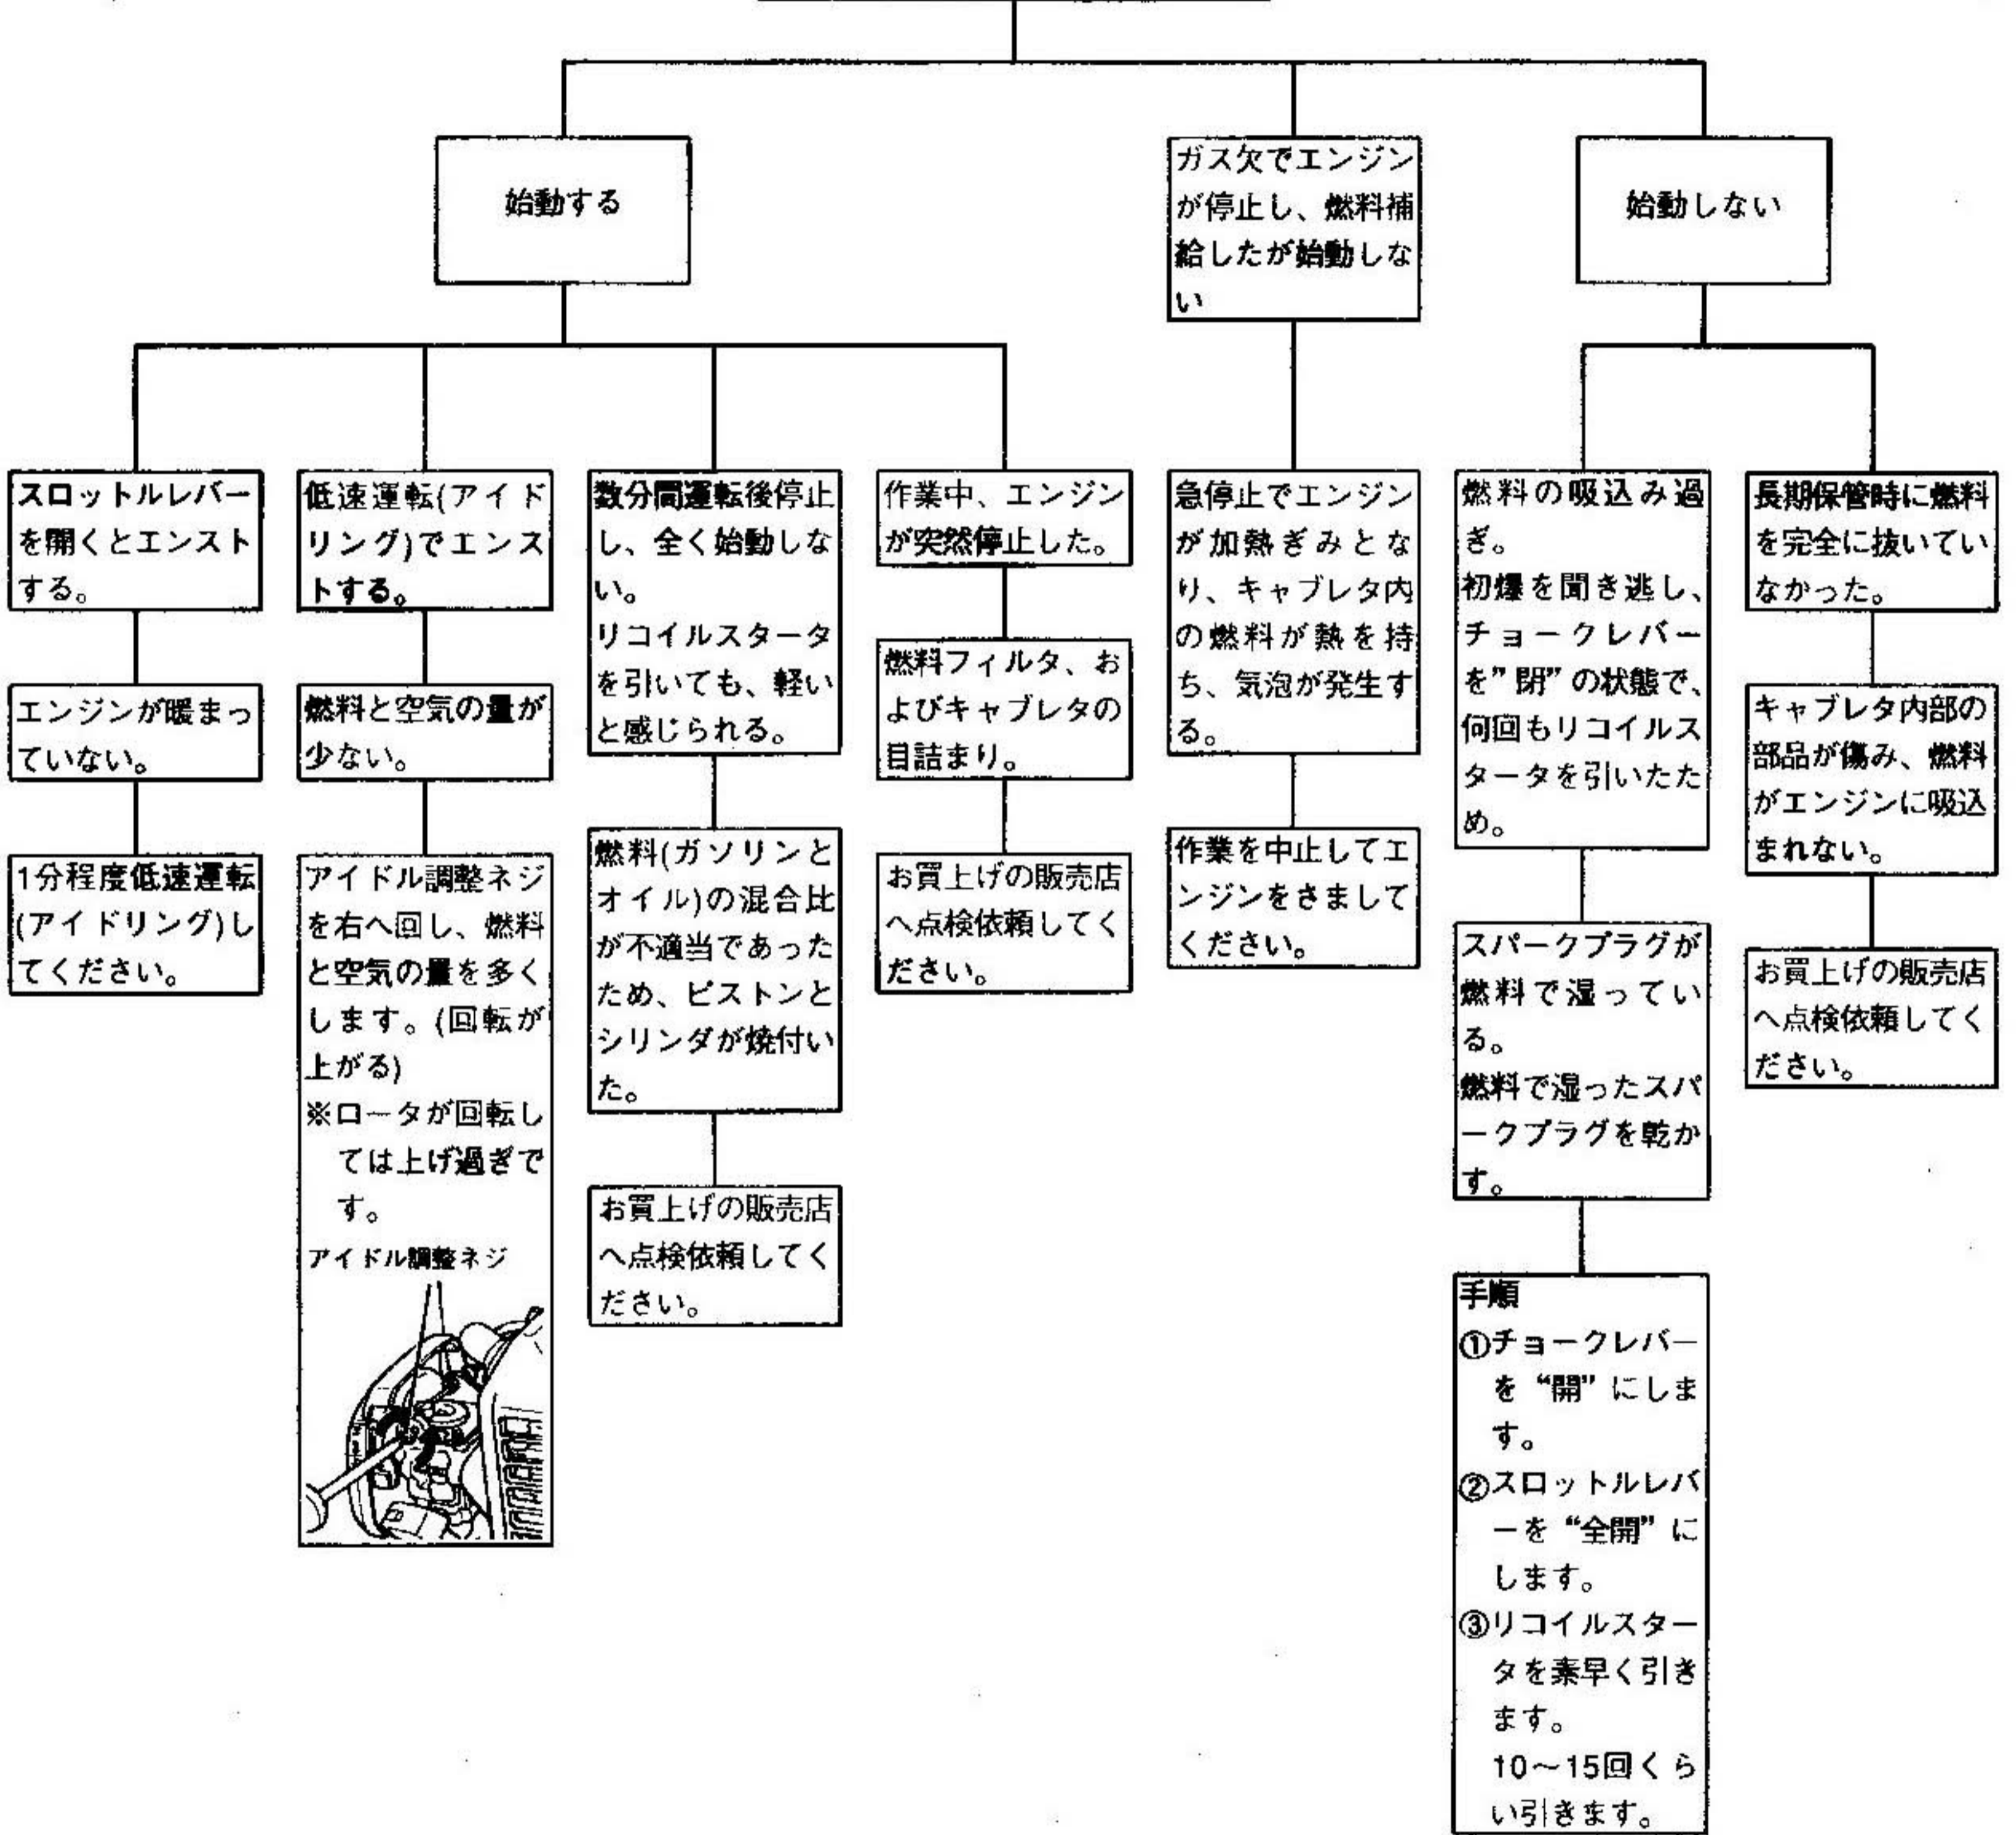 始動する
ガス欠でエンジン
が停止し、燃料補
給したが始動しな
い
始動しない
スロットルレバー
を開くとエンスト
する。
エンジンが暖まっ
ていない。
1分程度低速運転
(アイドリング)し
てください。
低速運転(アイド
リング)でエンス
トする。
燃料と空気の量が
少ない。
アイドル調整ネジ
を右へ回し、燃料
と空気の量を多く
します。(回転が
上がる)
※ロータが回転し
ては上げ過ぎで
す。
アイドル調整ネジ
数分間運転後停止
し、全く始動しな
い。
リコイルスタータ
を引いても、軽い
と感じられる。
燃料(ガソリンと
オイル)の混合比
が不適当であった
ため、ピストンと
シリンダが焼付い
た。
お買上げの販売店
へ点検依頼してく
ださい。
作業中、エンジン
が突然停止した。
燃料フィルタ、お
よびキャブレタの
目詰まり。
お買上げの販売店
へ点検依頼してく
ださい。
急停止でエンジン
が加熱ぎみとな
り、キャブレタ内
の燃料が熱を持
ち、気泡が発生す
る。
作業を中止してエ
ンジンをさまして
ください。
燃料の吸込み過
ぎ。
初爆を聞き逃し、
チョークレバー
を”閉”の状態で、
何回もリコイルス
タータを引いたた
め。
スパークプラグが
燃料で湿ってい
る。
燃料で湿ったスパ
ークプラグを乾か
す。
手順
①チョークレバー
を“開”にしま
す。
②スロットルレバ
ーを“全開”に
します。
③リコイルスター
タを素早く引き
ます。
10～15回くら
い引きます。
長期保管時に燃料
を完全に抜いてい
なかった。
キャブレタ内部の
部品が傷み、燃料
がエンジンに吸込
まれない。
お買上げの販売店
へ点検依頼してく
ださい。